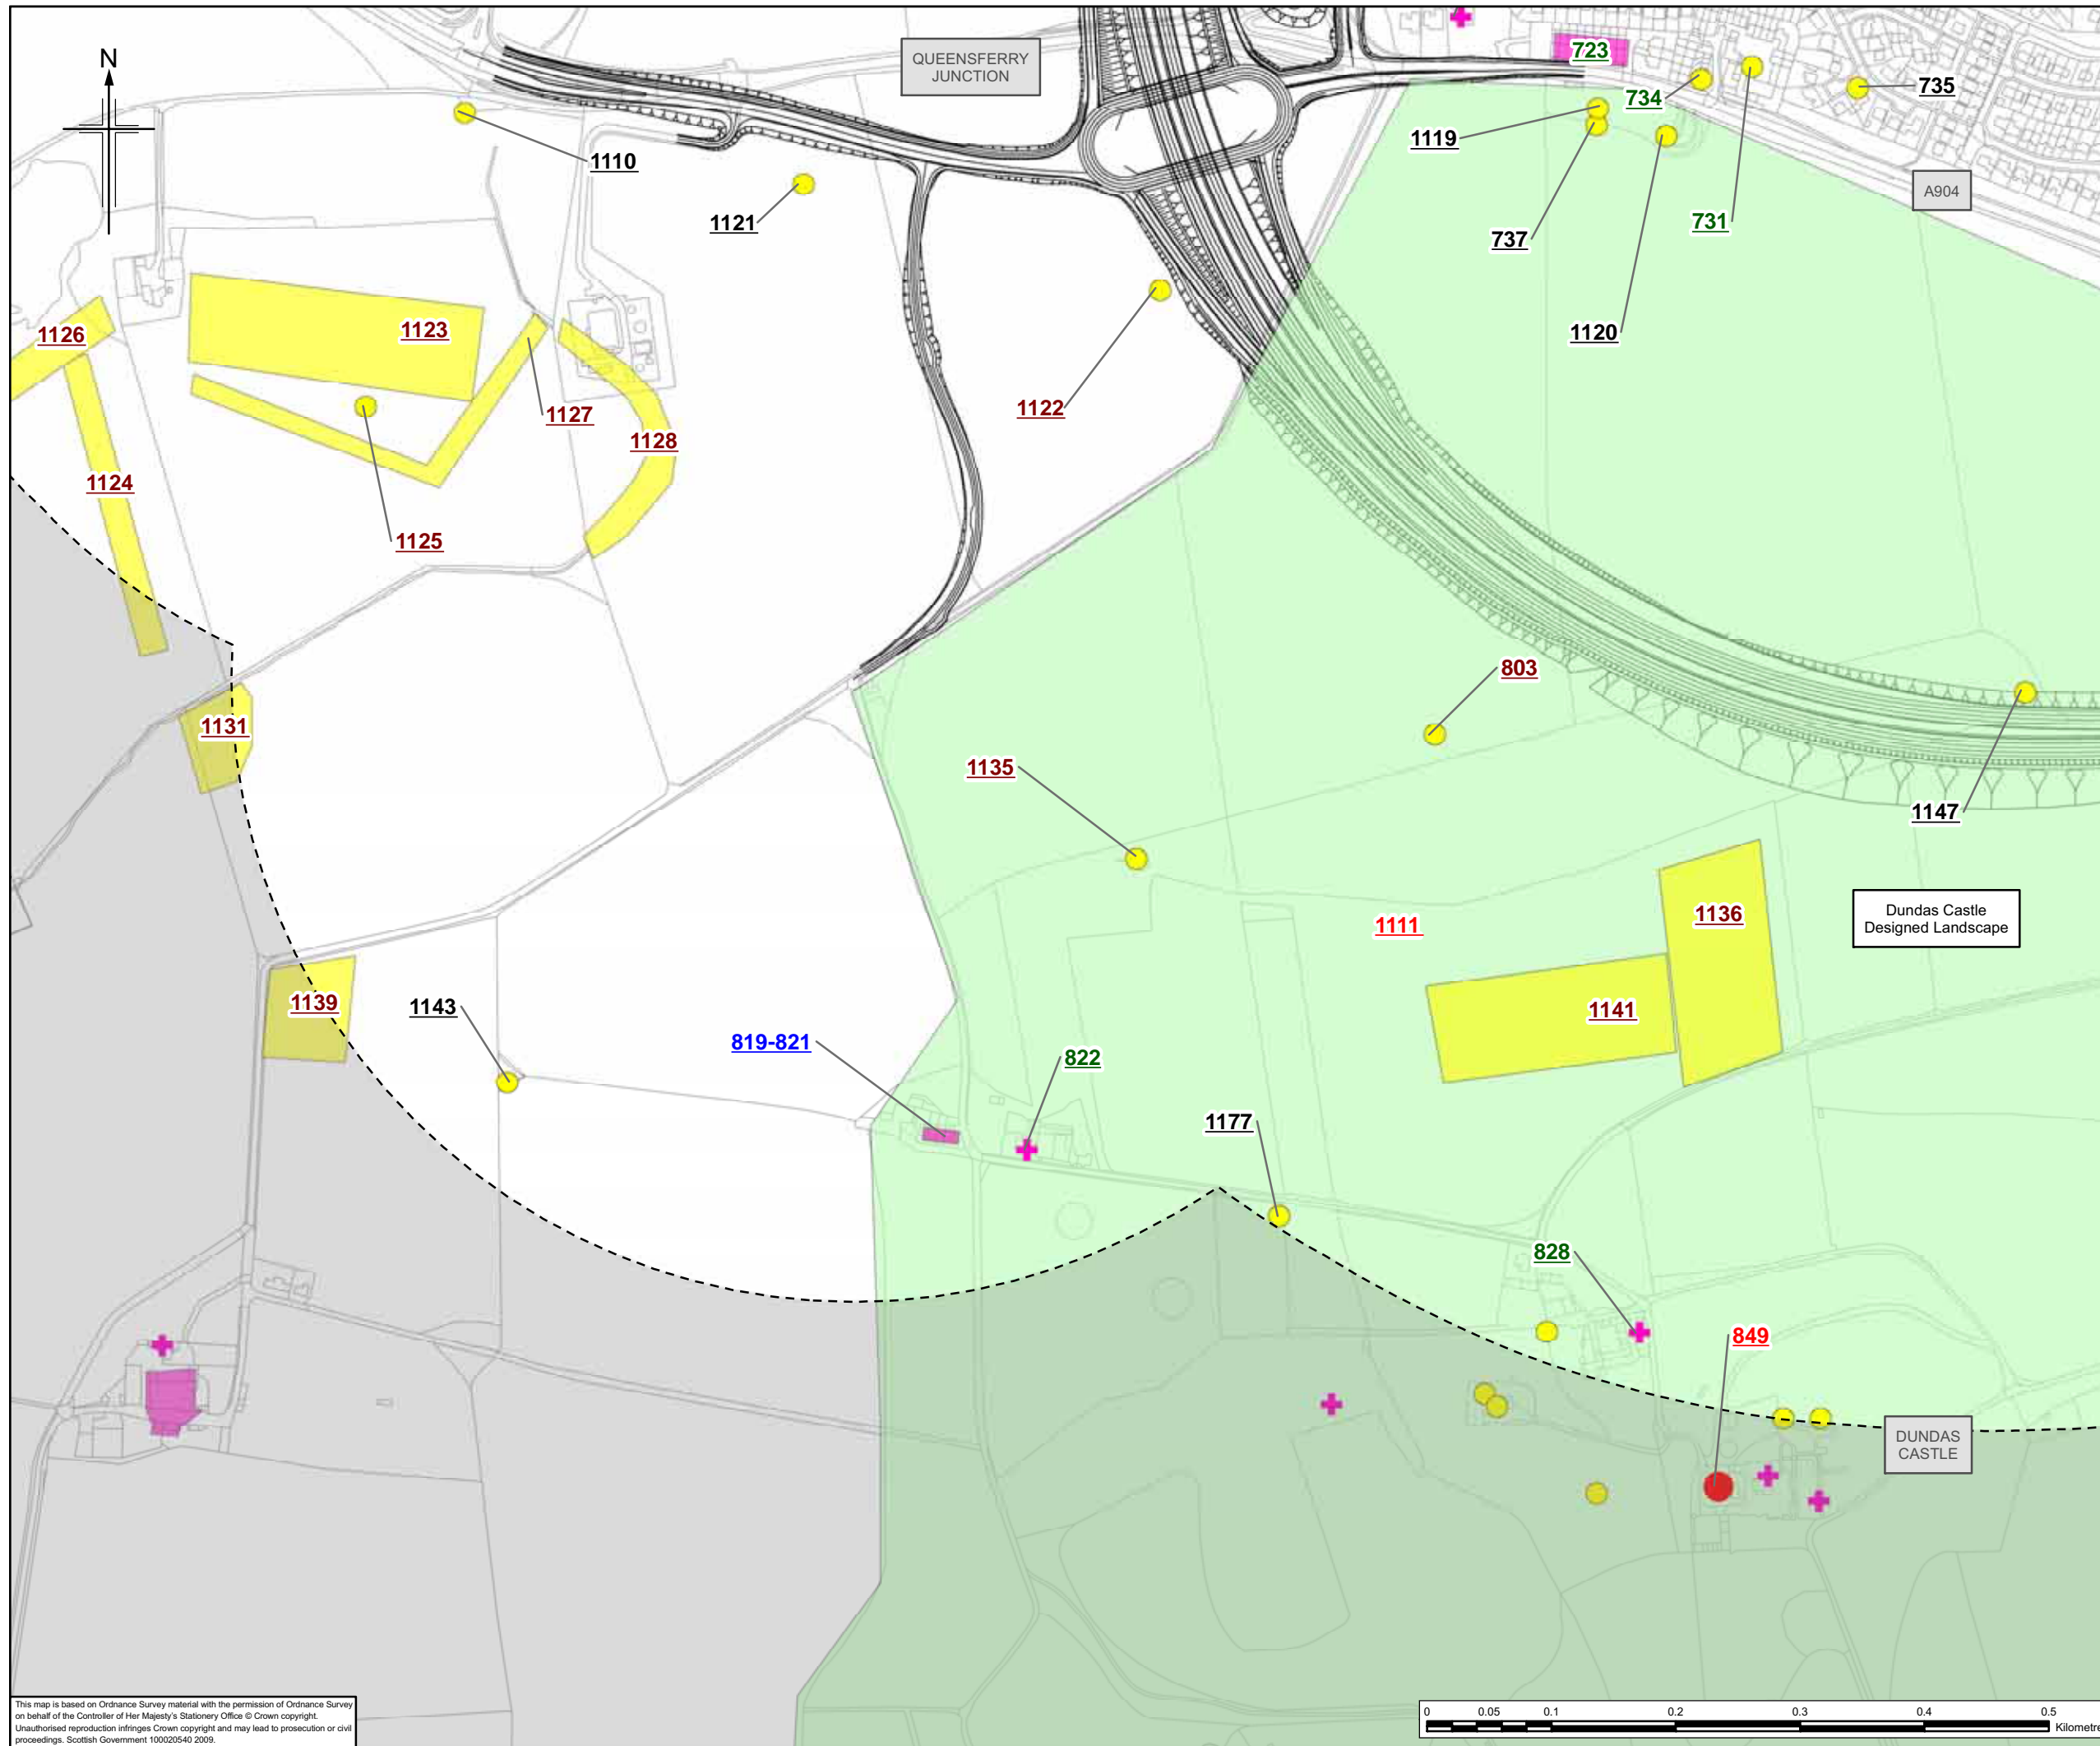 N
QUEENSFERRY
JUNCTION
723
734
735
1119
1110
A904
1121
731
737
1120
1126
1123
1122
1127
1128
1124
1125
803
1131
1135
1147
1136
Dundas Castle
Designed Landscape
1111
1139
1143
1141
819-821
822
1177
828
849
DUNDAS
CASTLE
This map is based on Ordnance Survey material with the permission of Ordnance Survey
on behalf of the Controller of Her Majesty's Stationery Office © Crown copyright.
Unauthorised reproduction infringes Crown copyright and may lead to prosecution or civil
proceedings. Scottish Government 100020540 2009.
0 0.05 0.1 0.2 0.3 0.4 0.5
Kilometre